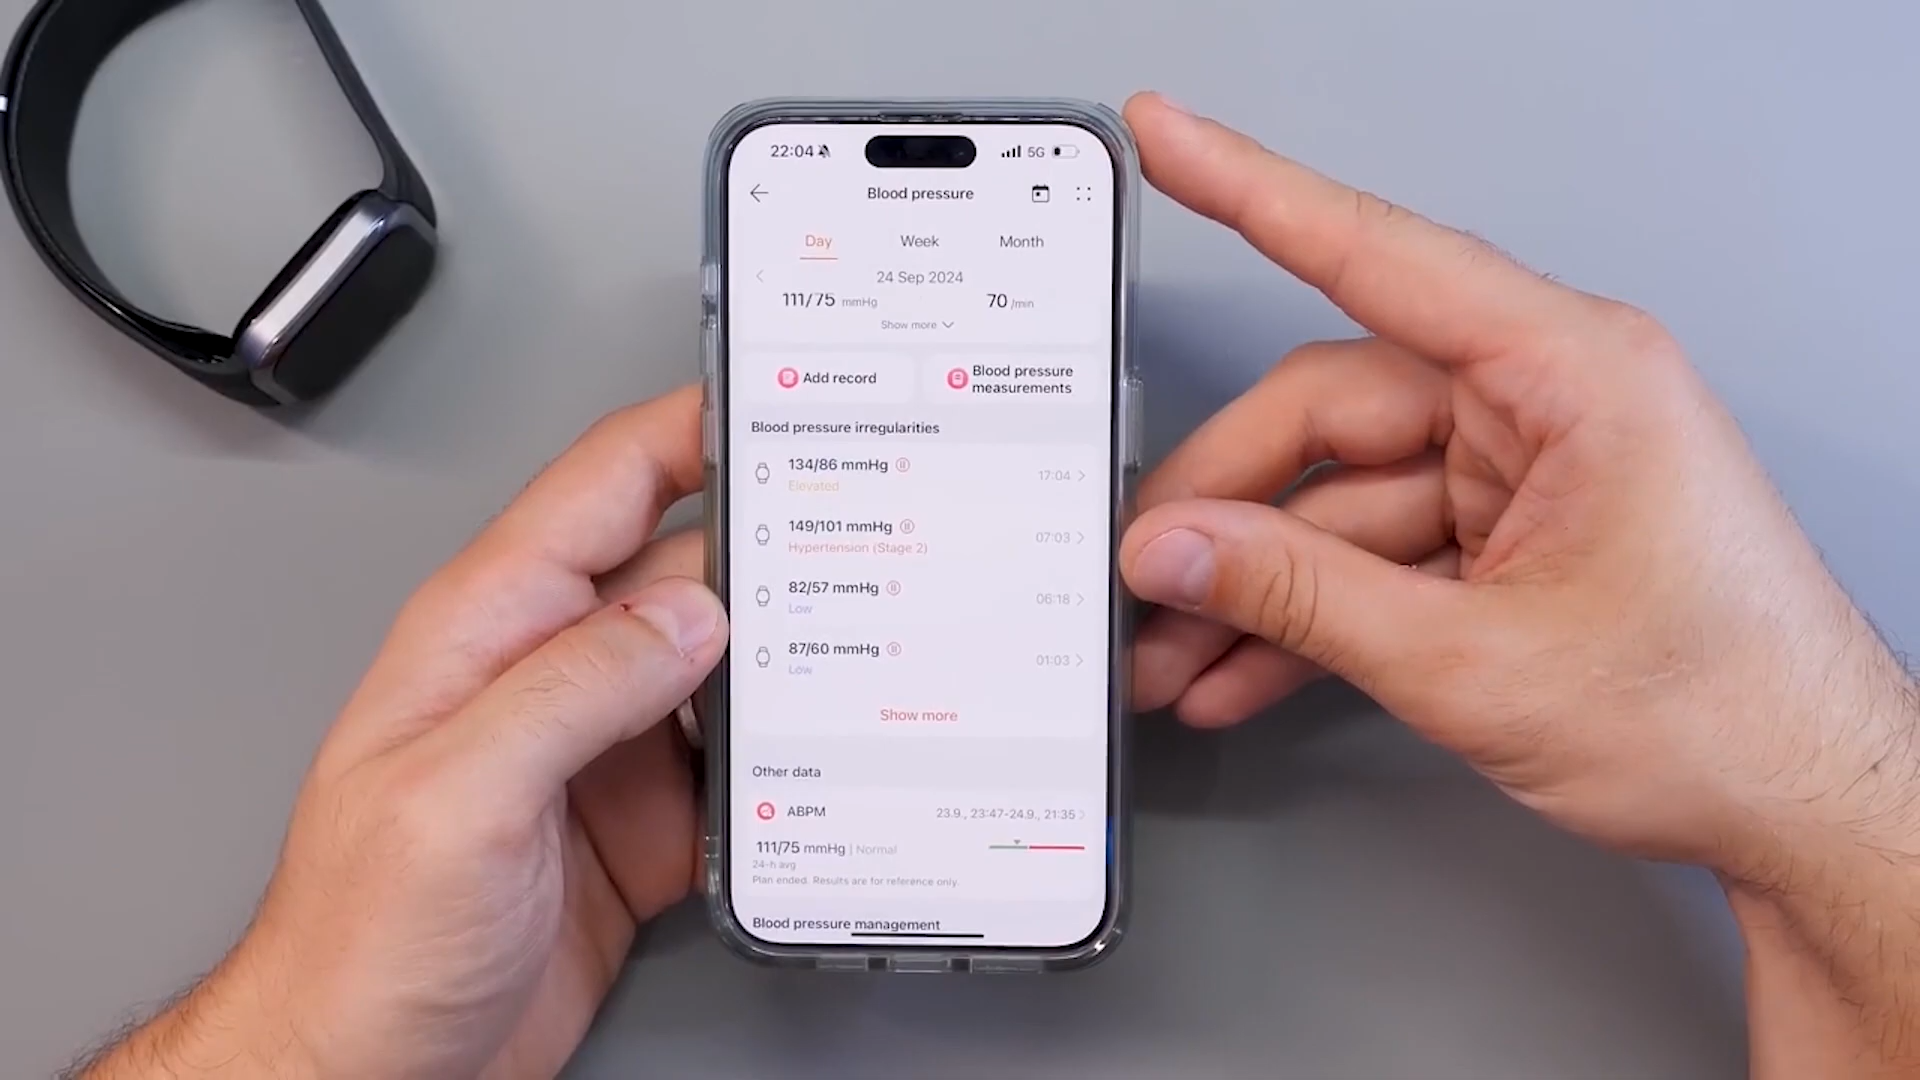 22:04
5G
Blood pressure
Day Week Month
24 Sep 2024
111/75 mmHg 70 /min
Show more
Add record
Blood pressure
measurements
Blood pressure irregularities
134/86 mmHg
17:04
Elevated
149/101 mmHg
07:03
Hypertension (Stage 2)
82/57 mmHg
06:18
Low
87/60 mmHg
01:03
Low
Show more
Other data
ABPM 23.9., 23:47-24.9., 21:35
111/75 mmHg | Normal
24-h avg
Plan ended. Results are for reference only.
Blood pressure management